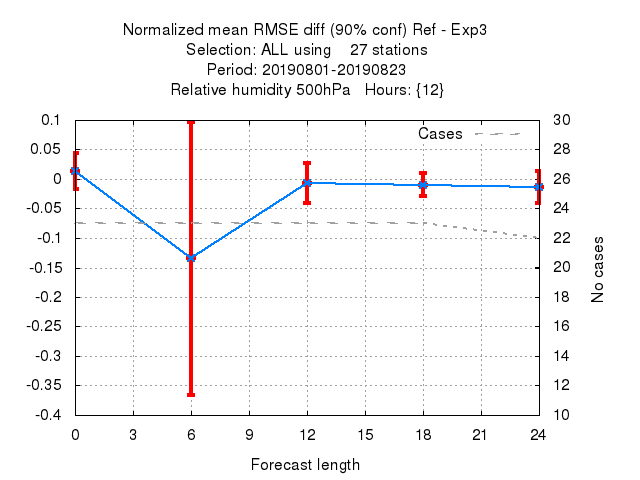 Normalized mean RMSE diff (90% conf) Ref - Exp3
Selection: ALL using 27 stations
Period: 20190801-20190823
Relative humidity 500hPa Hours: {12}
Cases
0.1
0.05
0
-0.05
-0.1
-0.15
-0.2
-0.25
-0.3
-0.35
-0.4
30
28
26
24
22
20
18
16
14
12
10
No cases
0 3 6 9 12 15 18 21 24
Forecast length